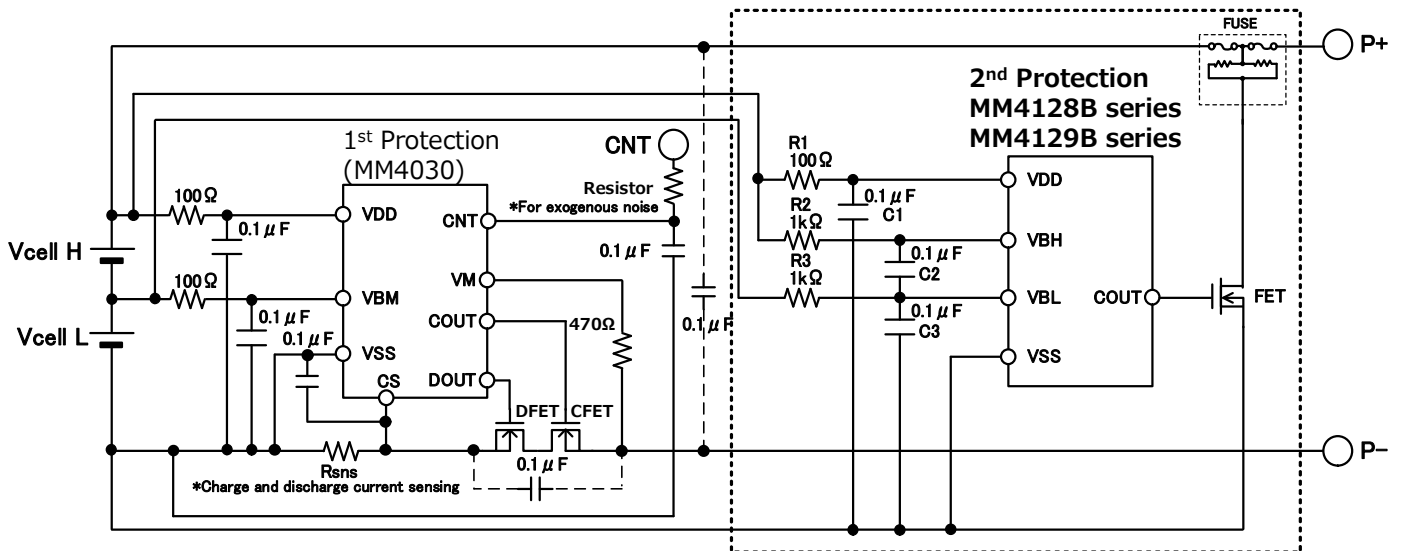 FUSE
P+
2nd Protection
MM4128B series
MM4129B series
1st Protection
(MM4030)
CNT
Resistor
*For exogenous noise
R1
100Ω
0.1μF
C1
VDD
R2
1kΩ
0.1μF
C2
VBH
R3
1kΩ
0.1μF
C3
VBL
COUT
FET
VSS
100Ω
0.1μF
VDD
CNT
0.1μF
Vcell H
100Ω
0.1μF
VBM
VM
0.1μF
Vcell L
0.1μF
VSS
COUT
470Ω
CS
DOUT
DFET
CFET
P-
Rsns
0.1μF
*Charge and discharge current sensing